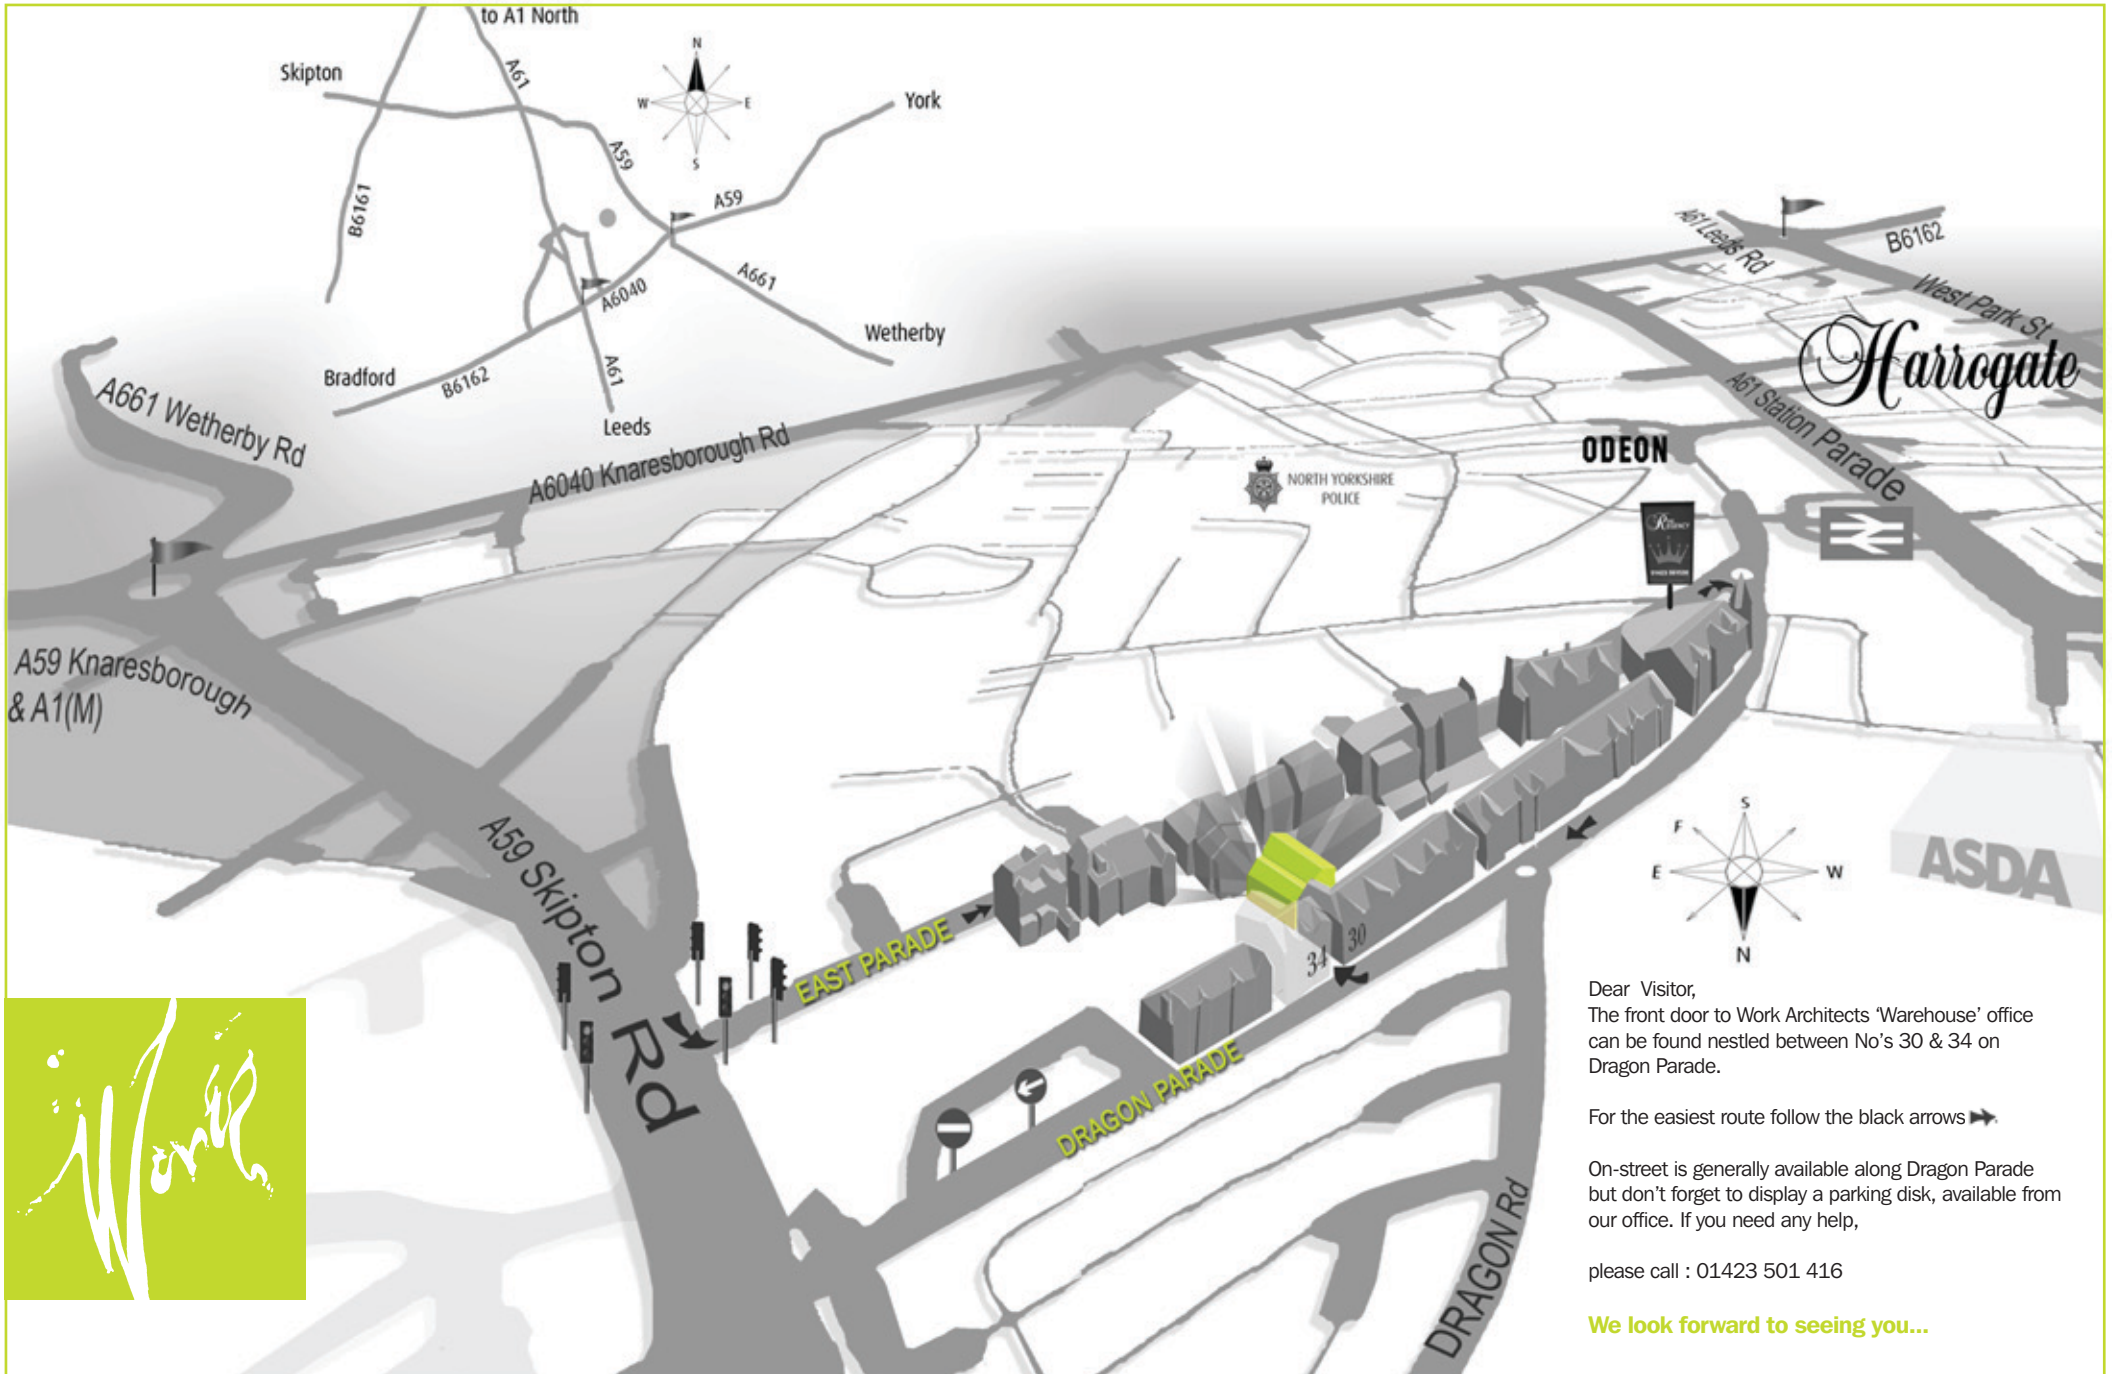 to A1 North
Skipton
A61
N
W
E
S
York
A59
B6161
A59
A661
A6040
Wetherby
Bradford
B6162
A61
Leeds
A61 Leeds Rd
B6162
West Park St
Harrogate
A661 Wetherby Rd
A6040 Knaresborough Rd
A61 Station Parade
ODEON
NORTH YORKSHIRE
POLICE
REGENCY
A59 Knaresborough
& A1(M)
A59 Skipton Rd
EAST PARADE
30
34
DRAGON PARADE
DRAGON Rd
S
F
E
W
N
ASDA
Work
Dear Visitor,
The front door to Work Architects ‘Warehouse’ office
can be found nestled between No’s 30 & 34 on
Dragon Parade.
For the easiest route follow the black arrows
On-street is generally available along Dragon Parade
but don’t forget to display a parking disk, available from
our office. If you need any help,
please call : 01423 501 416
We look forward to seeing you...